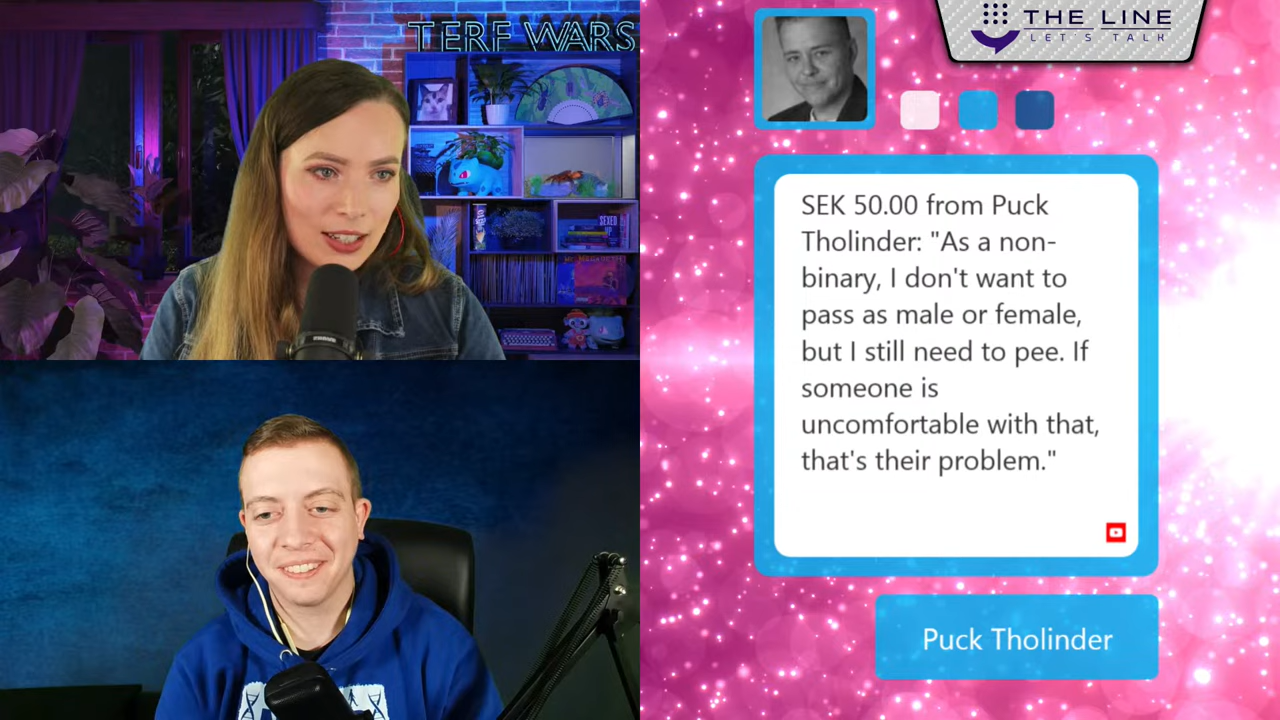 TERF WARS
THE LINE
LET'S TALK
SEK 50.00 from Puck
Tholinder: "As a non-
binary, I don't want to
pass as male or female,
but I still need to pee. If
someone is
uncomfortable with that,
that's their problem."
Puck Tholinder
SEXED
UP